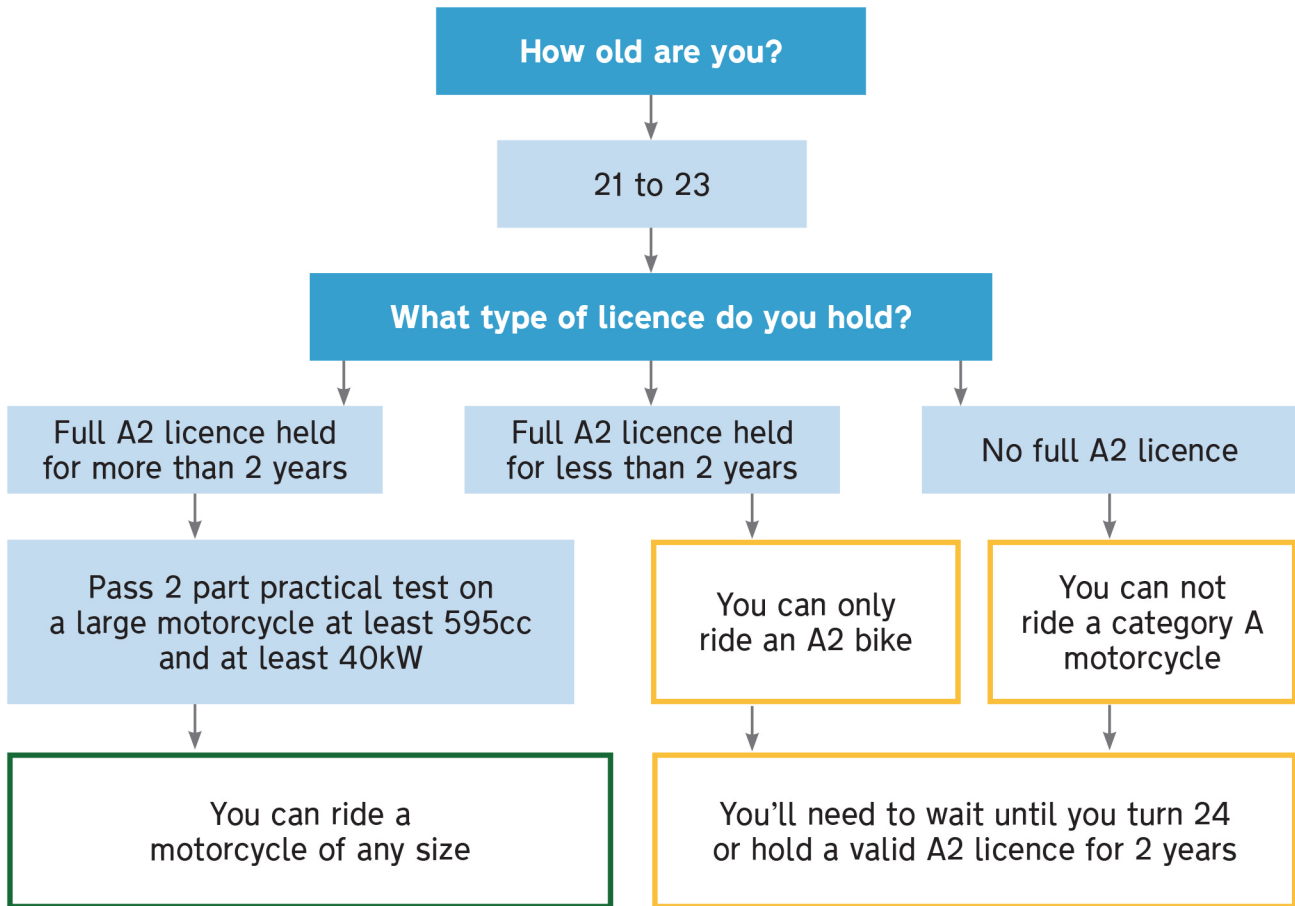 How old are you?
21 to 23
What type of licence do you hold?
Full A2 licence held
for more than 2 years
Full A2 licence held
for less than 2 years
No full A2 licence
Pass 2 part practical test on
a large motorcycle at least 595cc
and at least 40kW
You can only
ride an A2 bike
You can not
ride a category A
motorcycle
You can ride a
motorcycle of any size
You'll need to wait until you turn 24
or hold a valid A2 licence for 2 years